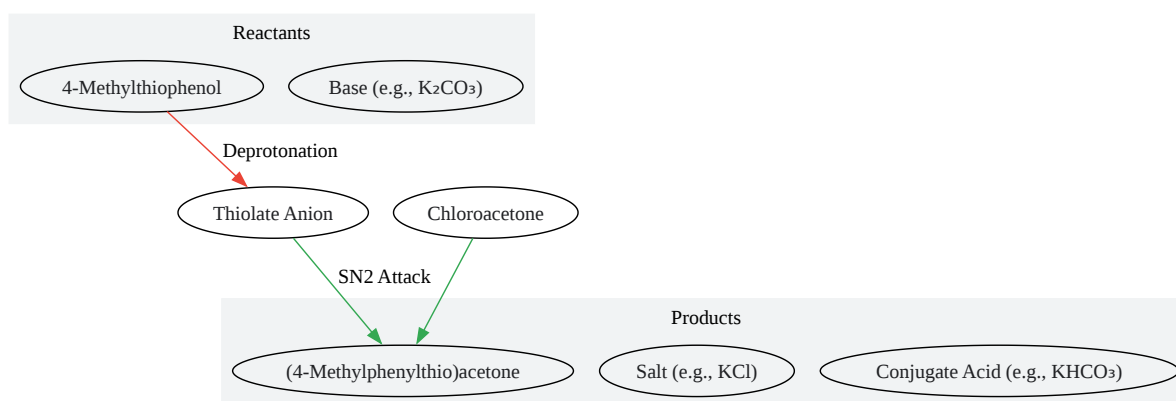 Reactants
4-Methylthiophenol
Base (e.g., K₂CO₃)
Deprotonation
Thiolate Anion
Chloroacetone
SN2 Attack
Products
(4-Methylphenylthio)acetone
Salt (e.g., KCl)
Conjugate Acid (e.g., KHCO₃)